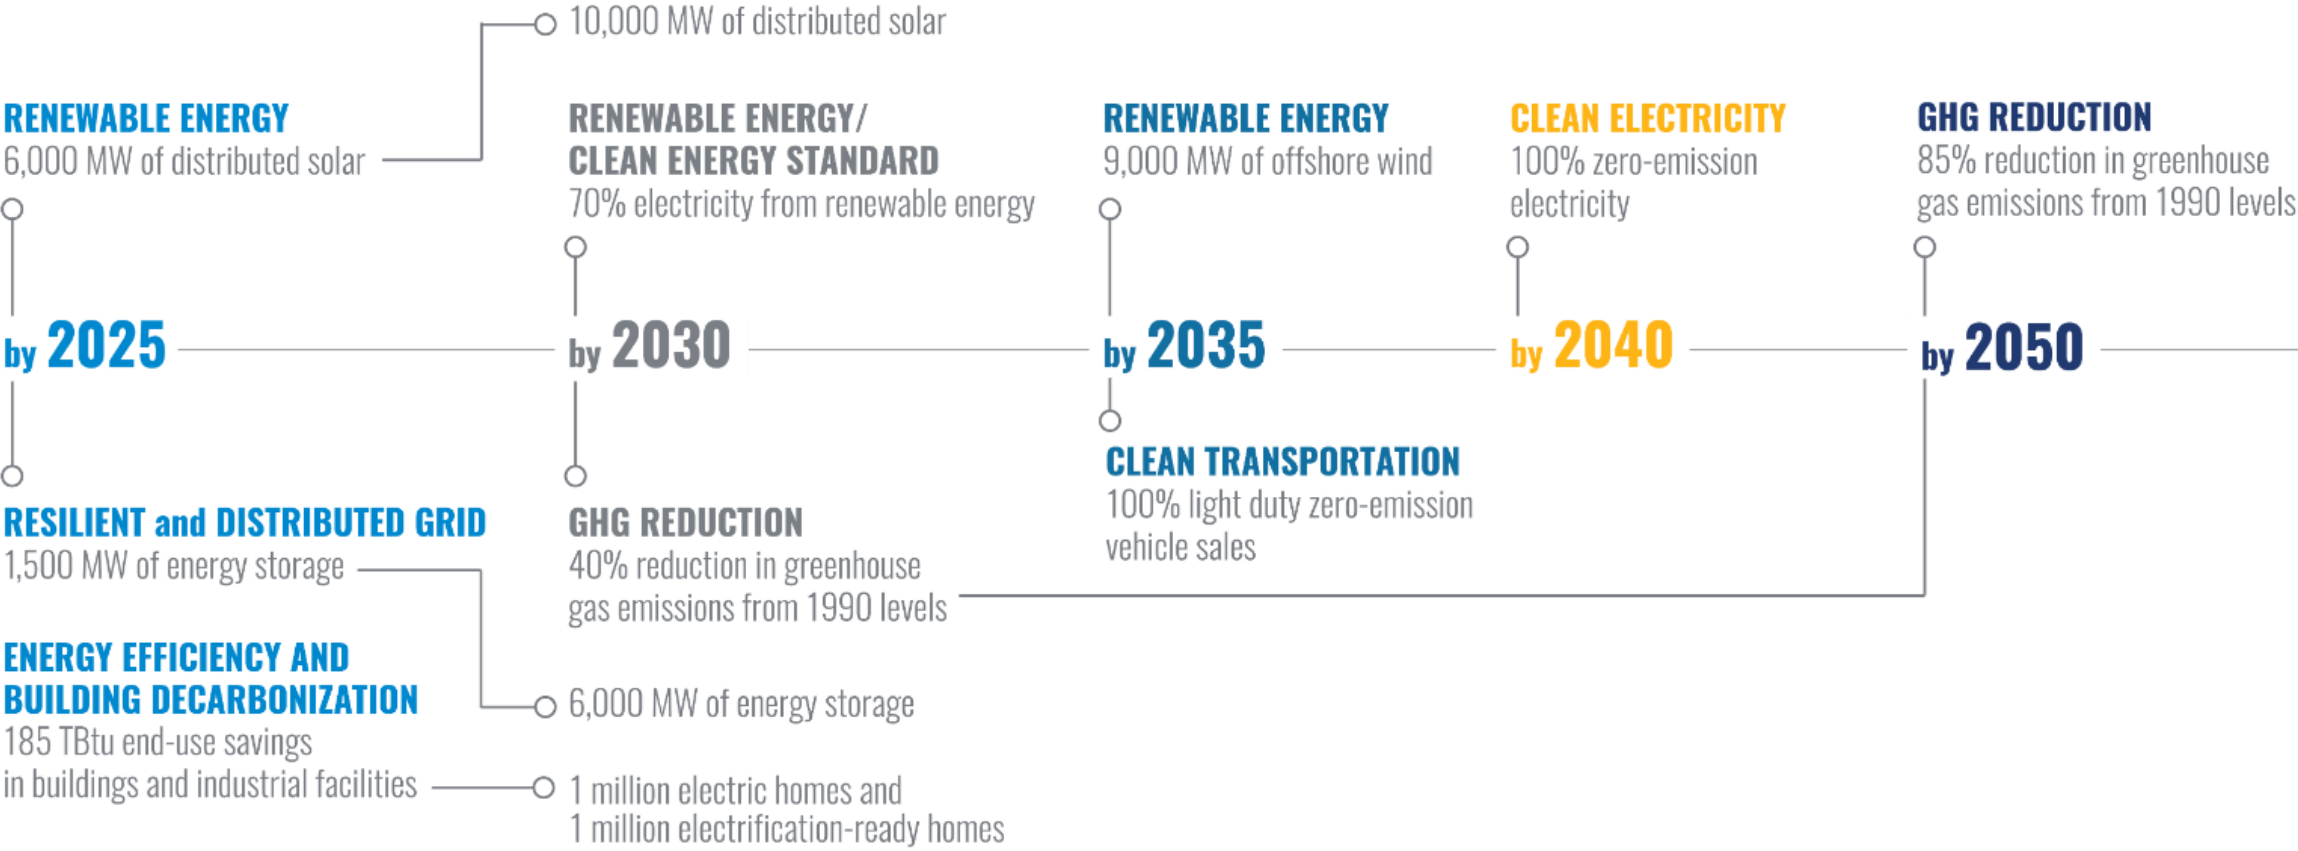 10,000 MW of distributed solar
RENEWABLE ENERGY
6,000 MW of distributed solar
RENEWABLE ENERGY/
CLEAN ENERGY STANDARD
70% electricity from renewable energy
RENEWABLE ENERGY
9,000 MW of offshore wind
CLEAN ELECTRICITY
100% zero-emission
electricity
GHG REDUCTION
85% reduction in greenhouse
gas emissions from 1990 levels
by 2025
by 2030
by 2035
by 2040
by 2050
RESILIENT and DISTRIBUTED GRID
1,500 MW of energy storage
ENERGY EFFICIENCY AND
BUILDING DECARBONIZATION
185 TBtu end-use savings
in buildings and industrial facilities
GHG REDUCTION
40% reduction in greenhouse
gas emissions from 1990 levels
6,000 MW of energy storage
1 million electric homes and
1 million electrification-ready homes
CLEAN TRANSPORTATION
100% light duty zero-emission
vehicle sales